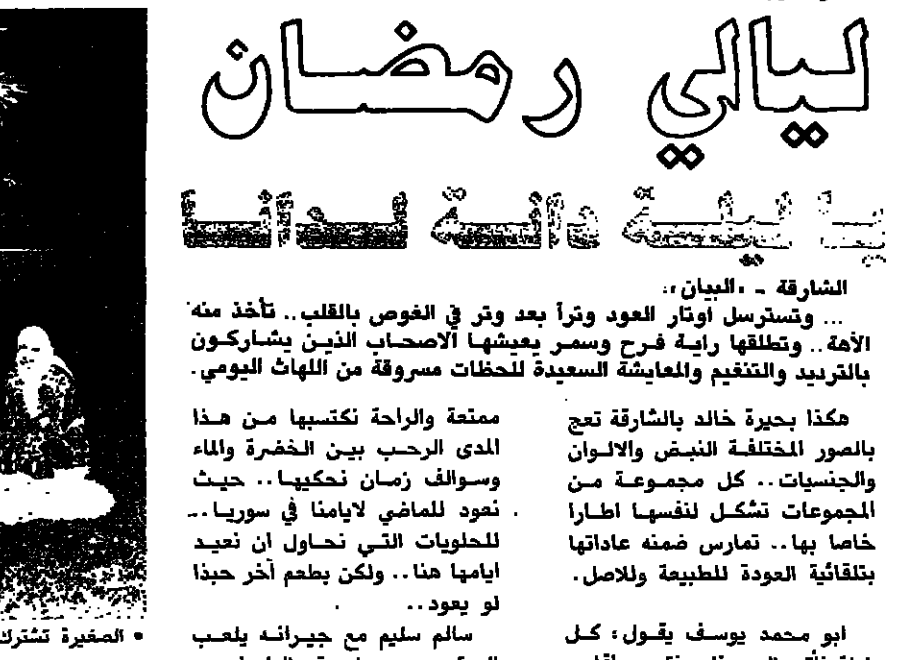 ليالي رمضان
يا ليلة دانة لدانا
الشارقة ـ «البيان»:
... وتسترسل اوتار العود وتراً بعد وتر في الغوص بالقلب.. تأخذ منه
الآهة.. وتطلقها راية فرح وسمر يعيشها الاصحاب الذين يشاركون
بالترديد والتنغيم والمعايشة السعيدة للحظات مسروقة من اللهاث اليومي.
هكذا بحيرة خالد بالشارقة تعج
بالصور المختلفة النبض والالوان
والجنسيات.. كل مجموعة من
المجموعات تشكل لنفسها اطارا
خاصا بها.. تمارس ضمنه عاداتها
بتلقائية العودة للطبيعة وللاصل.
ابو محمد يوسف يقول: كل
ممتعة والراحة نكتسبها من هذا
المدى الرحب بين الخضرة والماء
وسوالف زمان نحكيها.. حيث
نعود للماضي لايامنا في سوريا..
للحلويات التي نحاول ان نعيد
ايامها هنا.. ولكن بطعم آخر حبذا
لو يعود..
سالم سليم مع جيرانه يلعب
• الصغيرة تشترك